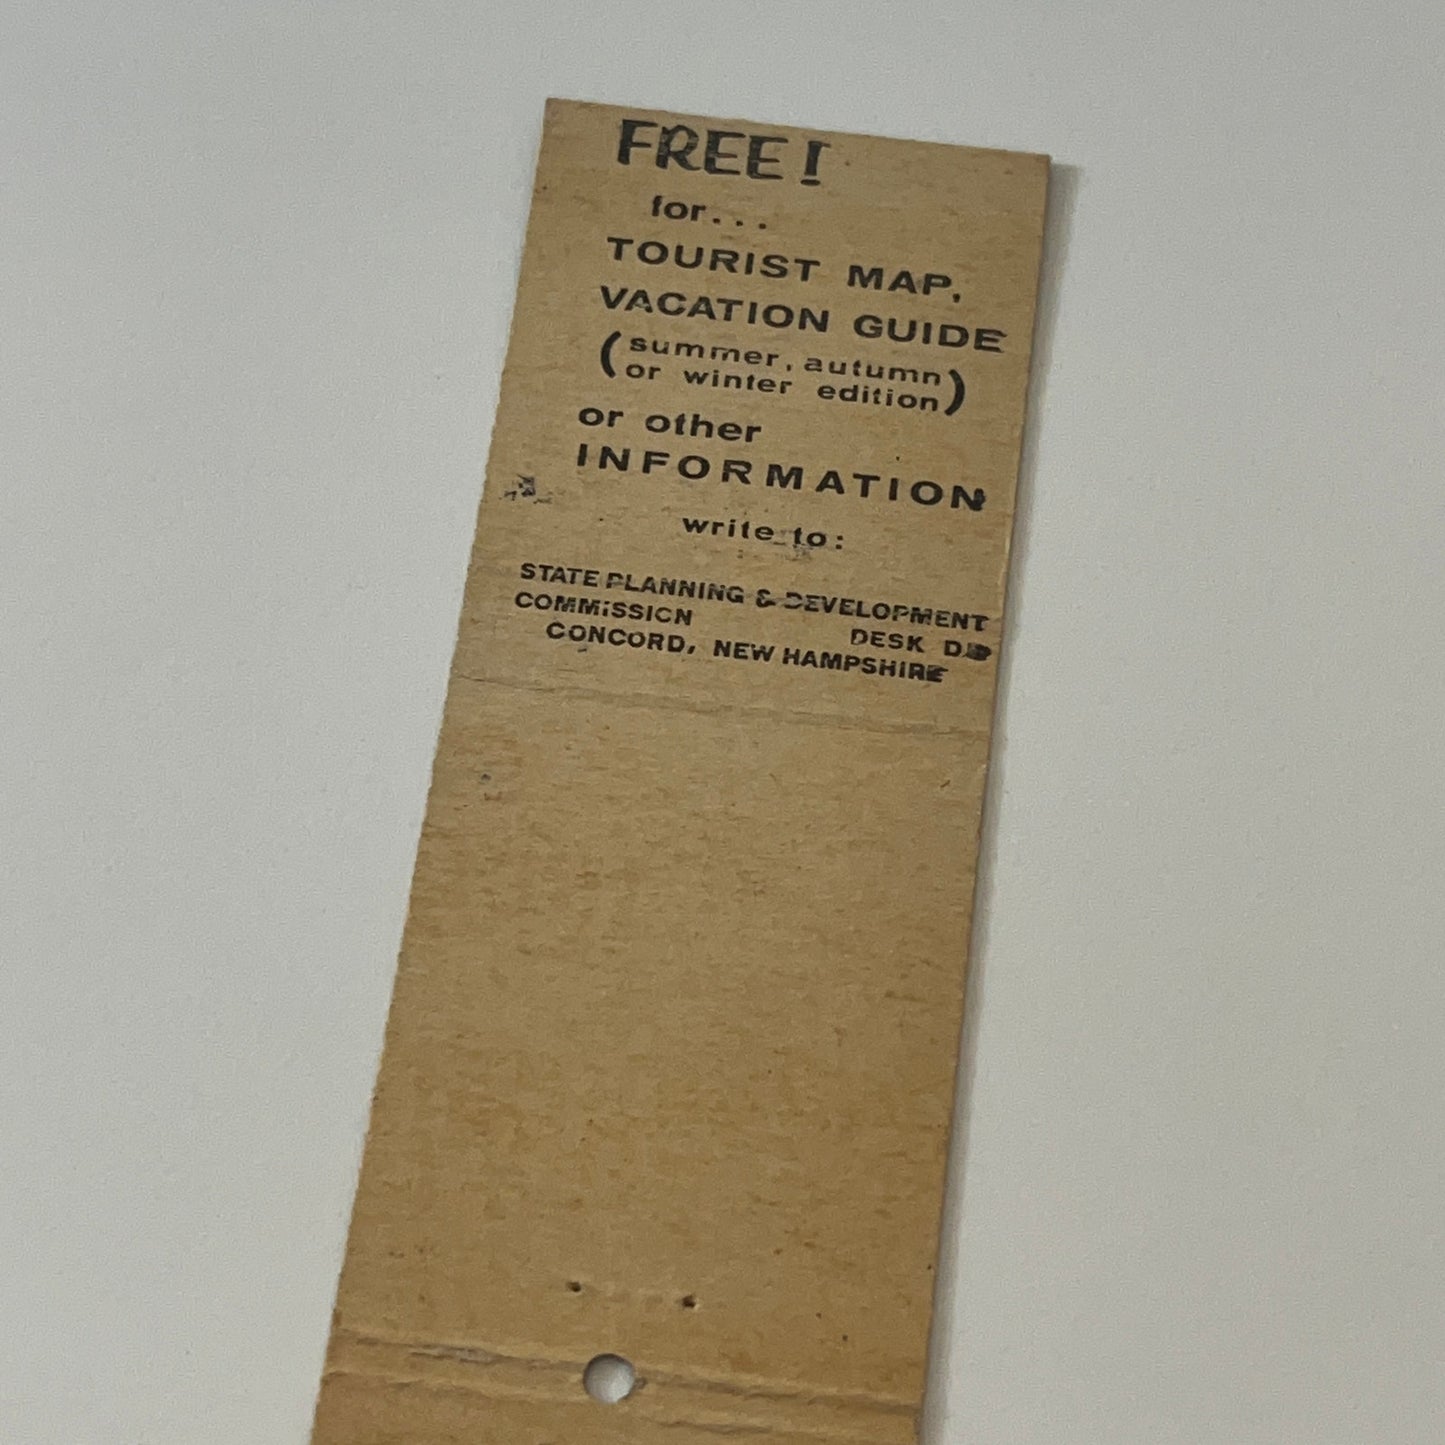 FREE!
for...
TOURIST MAP,
VACATION GUIDE
(summer, autumn
or winter edition)
or other
INFORMATION
write to:
STATE PLANNING & DEVELOPMENT
COMMISSION DESK
CONCORD, NEW HAMPSHIRE